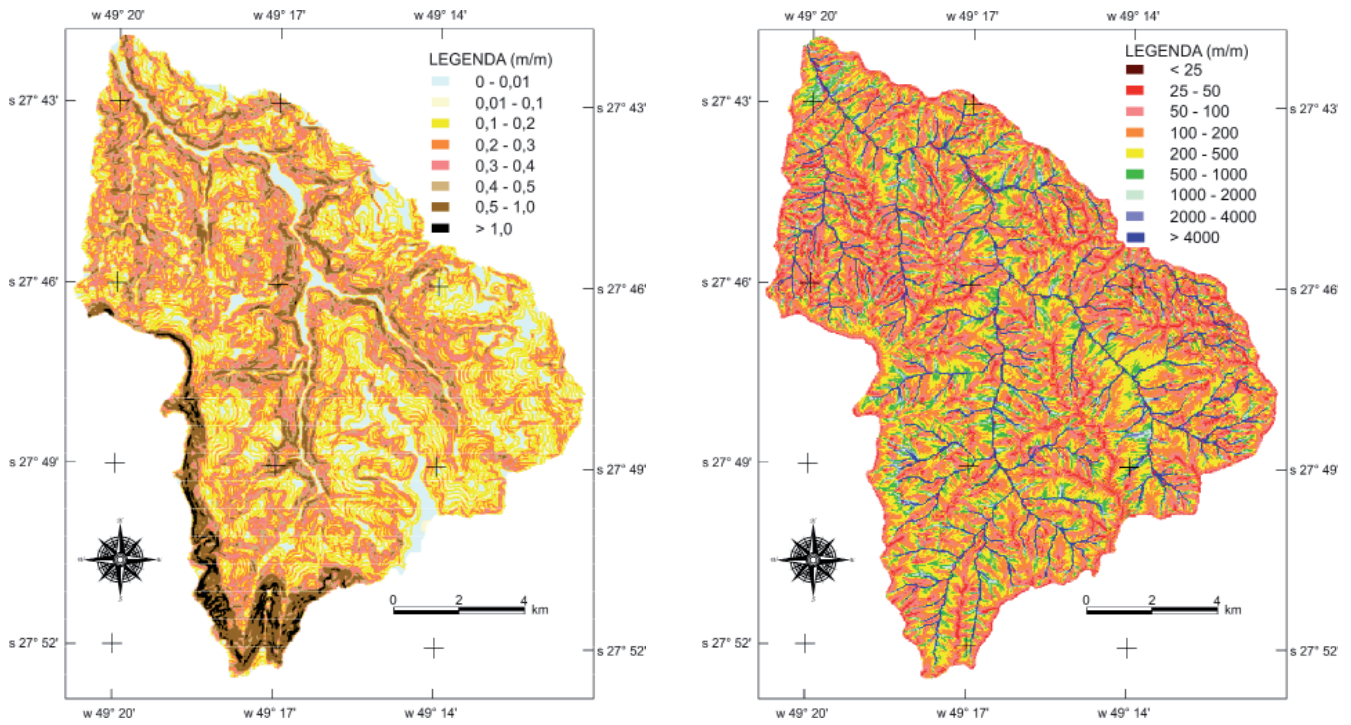 w 49° 20' w 49° 17' w 49° 14'
LEGENDA (m/m)
0 - 0,01
0,01 - 0,1
0,1 - 0,2
0,2 - 0,3
0,3 - 0,4
0,4 - 0,5
0,5 - 1,0
> 1,0
s 27° 43' s 27° 43'
s 27° 46' s 27° 46'
s 27° 49' s 27° 49'
s 27° 52' s 27° 52'
0 2 4
km
w 49° 20' w 49° 17' w 49° 14'
w 49° 20' w 49° 17' w 49° 14'
LEGENDA (m/m)
< 25
25 - 50
50 - 100
100 - 200
200 - 500
500 - 1000
1000 - 2000
2000 - 4000
> 4000
s 27° 43' s 27° 43'
s 27° 46' s 27° 46'
s 27° 49' s 27° 49'
s 27° 52' s 27° 52'
0 2 4
km
w 49° 20' w 49° 17' w 49° 14'